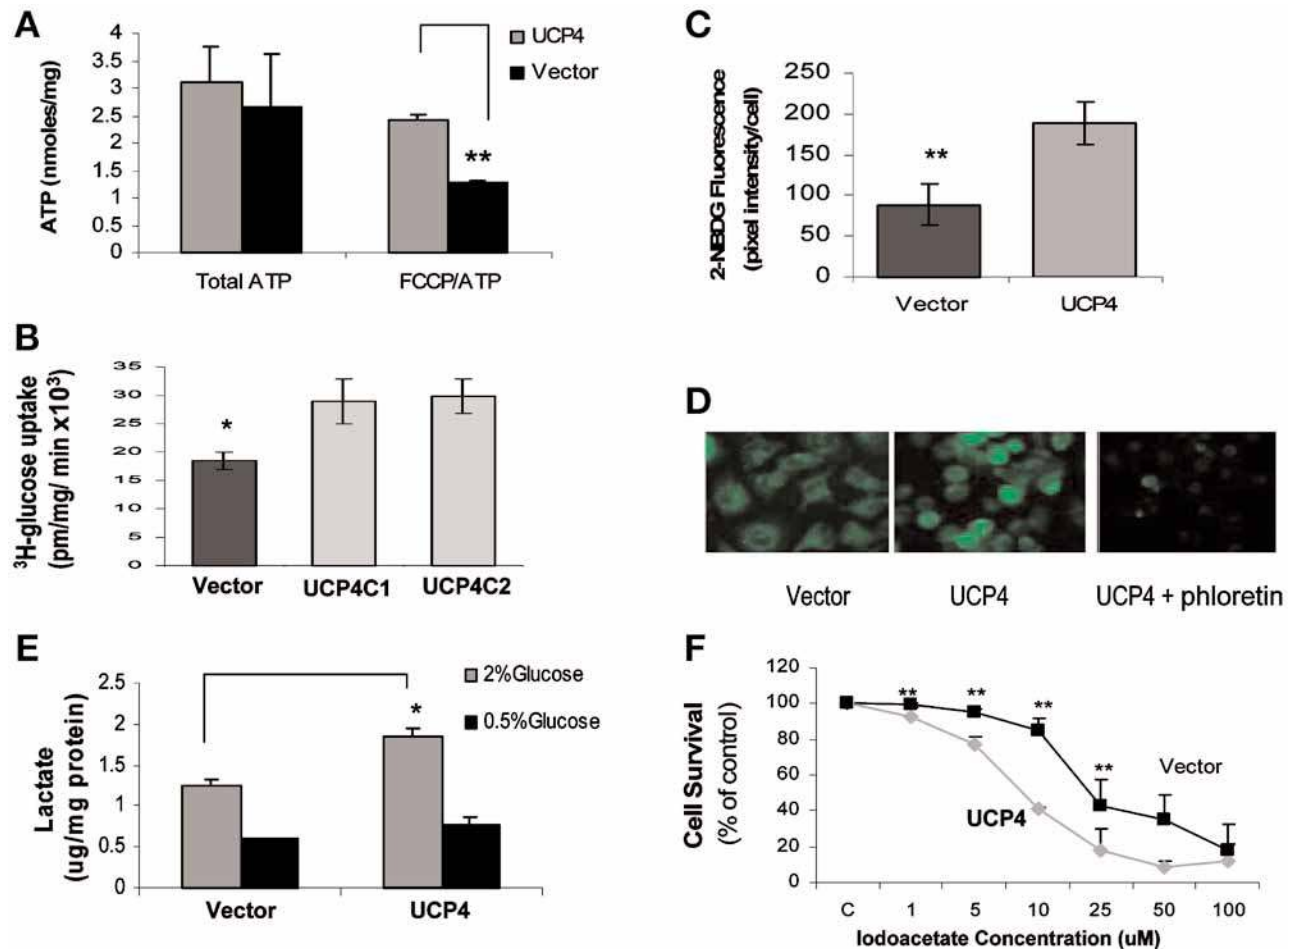 A
ATP (nmoles/mg)
4
3.5
3
2.5
2
1.5
1
0.5
0
UCP4
Vector
**
Total ATP
FCCP/ATP
B
³H-glucose uptake
(pm/mg/ min x10³)
35
30
25
20
15
10
5
0
*
Vector
UCP4C1
UCP4C2
C
2-NBDG Fluorescence
(pixel intensity/cell)
250
200
150
100
50
0
**
Vector
UCP4
D
Vector
UCP4
UCP4 + phloretin
E
Lactate
(ug/mg protein)
2.5
2
1.5
1
0.5
0
2%Glucose
0.5%Glucose
*
Vector
UCP4
F
Cell Survival
(% of control)
120
100
80
60
40
20
0
**
**
**
**
Vector
UCP4
C 1 5 10 25 50 100
Iodoacetate Concentration (uM)